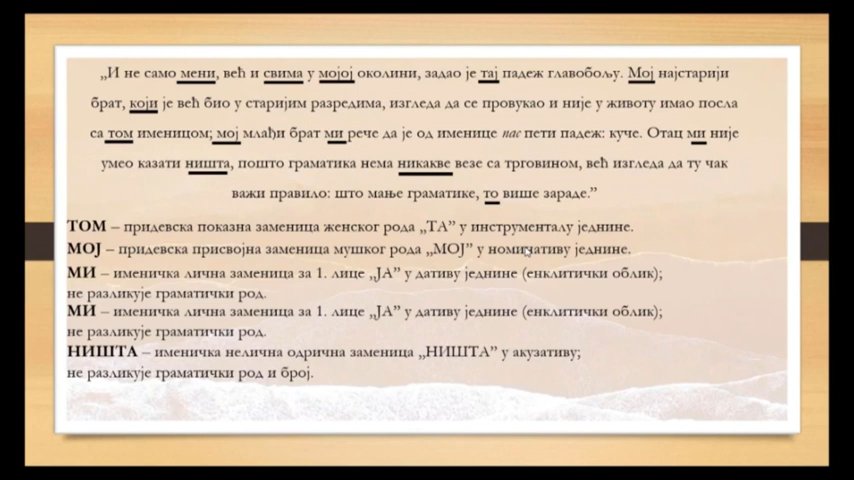 „И не само мени, већ и свима у мојој околини, задао је тај падеж главобољу. Мој најстарији
брат, који је већ био у старијим разредима, изгледа да се провукао и није у животу имао посла
са том именицом; мој млађи брат ми рече да је од именице пас пети падеж: куче. Отац ми није
умео казати ништа, пошто граматика нема никакве везе са трговином, већ изгледа да ту чак
важи правило: што мање граматике, то више зараде.”
ТОМ – придевска показна заменица женског рода „ТА” у инструменталу једнине.
МОЈ – придевска присвојна заменица мушког рода „МОЈ” у номинативу једнине.
МИ – именичка лична заменица за 1. лице „ЈА” у дативу једнине (енклитички облик);
не разликује граматички род.
МИ – именичка лична заменица за 1. лице „ЈА” у дативу једнине (енклитички облик);
не разликује граматички род.
НИШТА – именичка нелична одрична заменица „НИШТА” у акузативу;
не разликује граматички род и број.